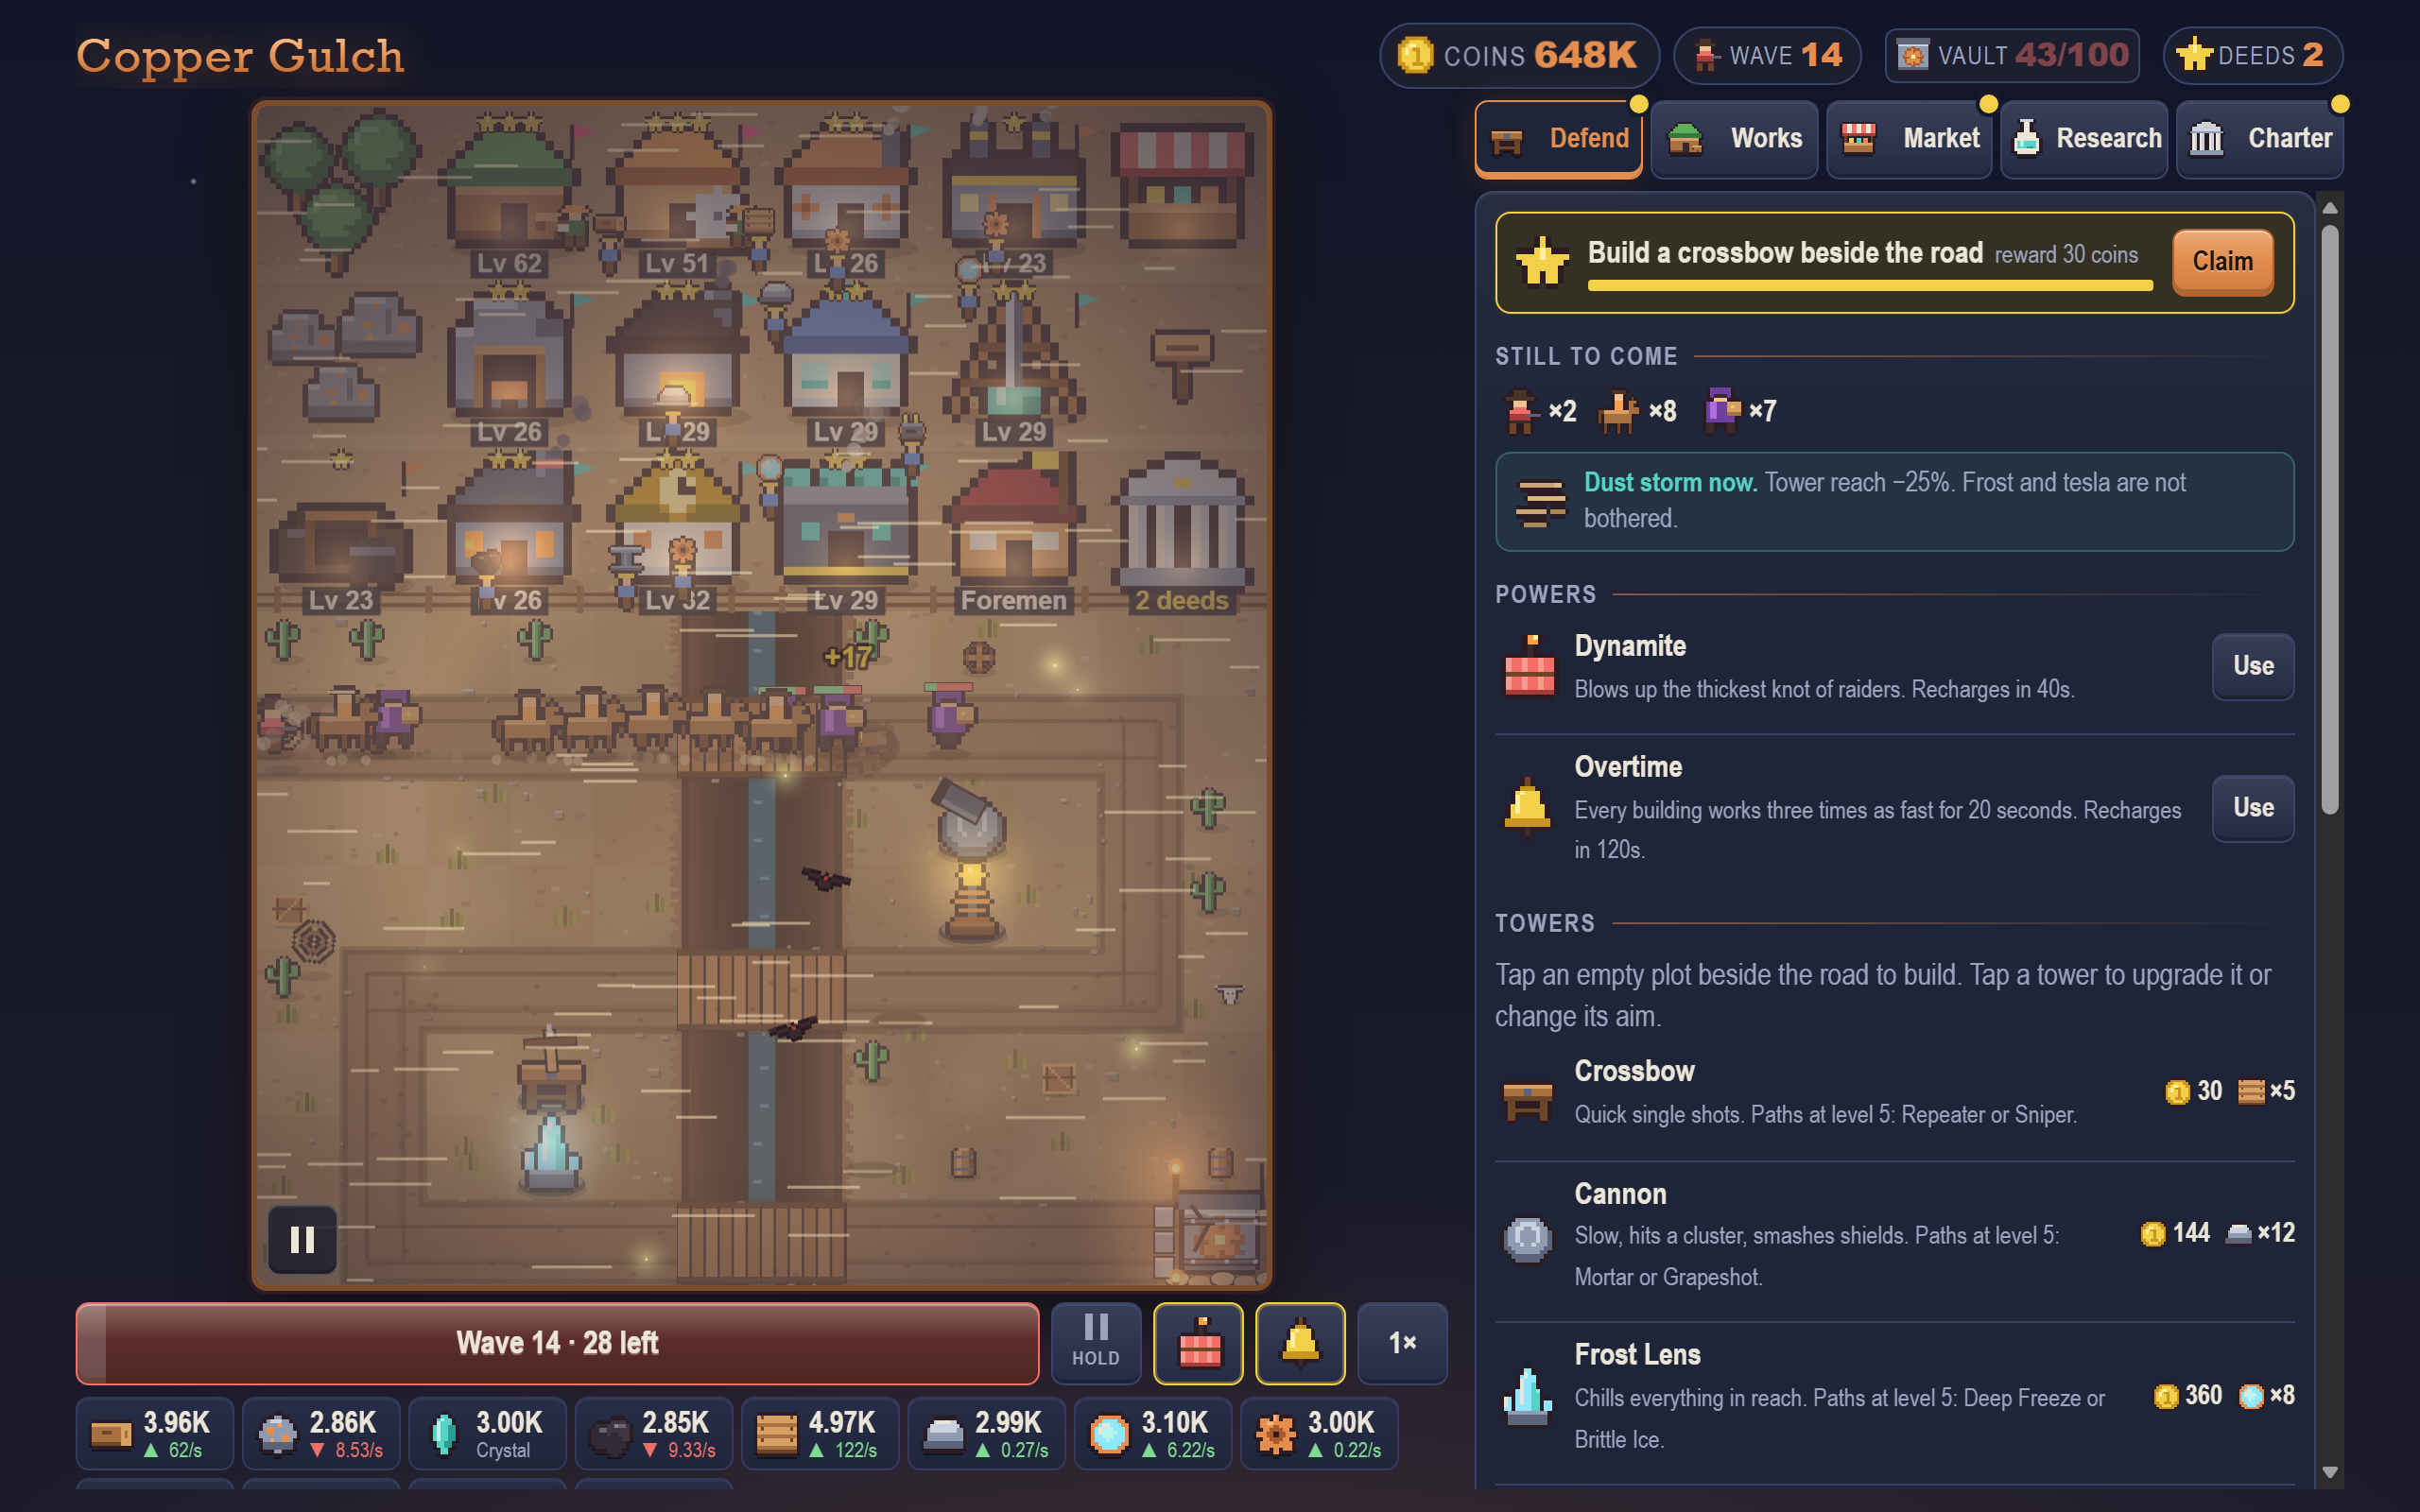 Copper Gulch
COINS 648K
WAVE 14
VAULT 43/100
DEEDS 2
Defend
Works
Market
Research
Charter
Build a crossbow beside the road reward 30 coins
Claim
STILL TO COME
×2
×8
×7
Dust storm now. Tower reach −25%. Frost and tesla are not
bothered.
POWERS
Dynamite
Blows up the thickest knot of raiders. Recharges in 40s.
Use
Overtime
Every building works three times as fast for 20 seconds. Recharges
in 120s.
Use
TOWERS
Tap an empty plot beside the road to build. Tap a tower to upgrade it or
change its aim.
Crossbow
Quick single shots. Paths at level 5: Repeater or Sniper.
30 ×5
Cannon
Slow, hits a cluster, smashes shields. Paths at level 5:
Mortar or Grapeshot.
144 ×12
Frost Lens
Chills everything in reach. Paths at level 5: Deep Freeze or
Brittle Ice.
360 ×8
Lv 62
Lv 51
26
23
Lv 26
29
Lv 29
Lv 29
Lv 23
26
32
Lv 29
Foremen
2 deeds
+17
Wave 14 · 28 left
HOLD
1×
3.96K
62/s
2.86K
8.53/s
3.00K
Crystal
2.85K
9.33/s
4.97K
122/s
2.99K
0.27/s
3.10K
6.22/s
3.00K
0.22/s